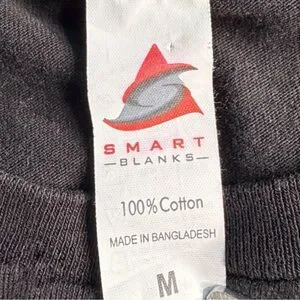 SMART
—BLANKS—
100% Cotton
MADE IN BANGLADESH
M